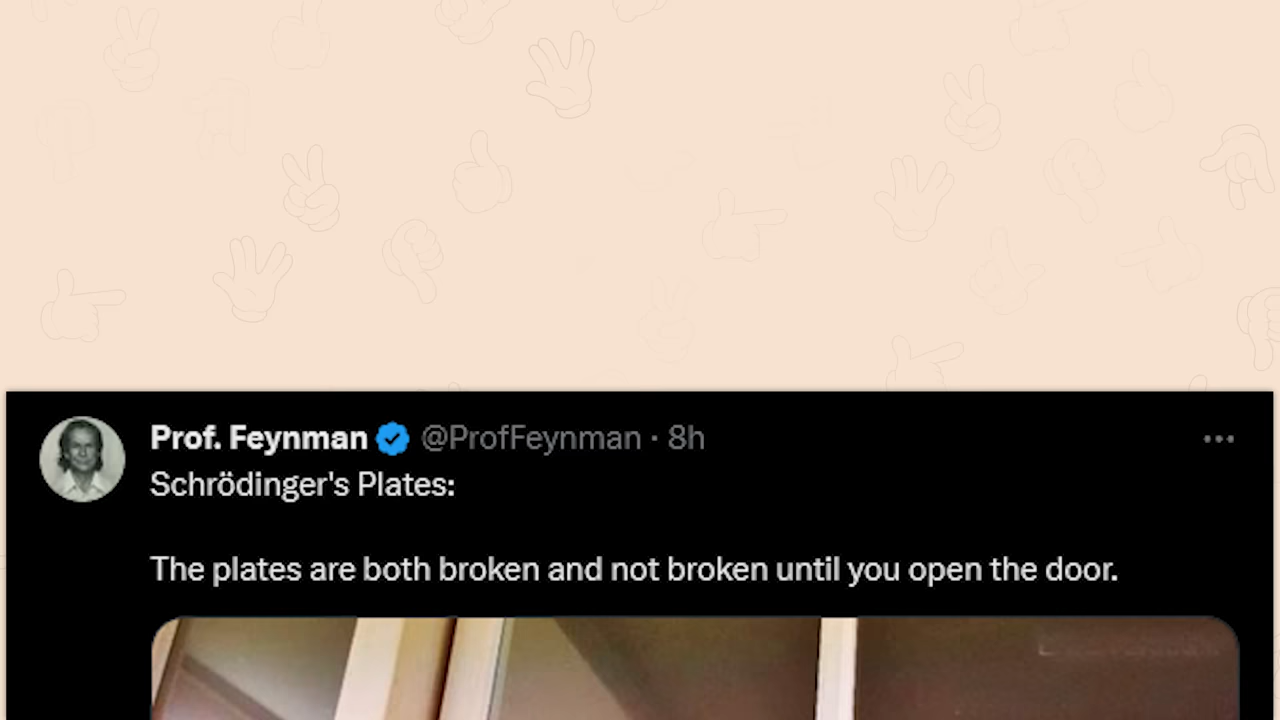 Prof. Feynman @ProfFeynman · 8h
Schrödinger's Plates:
The plates are both broken and not broken until you open the door.